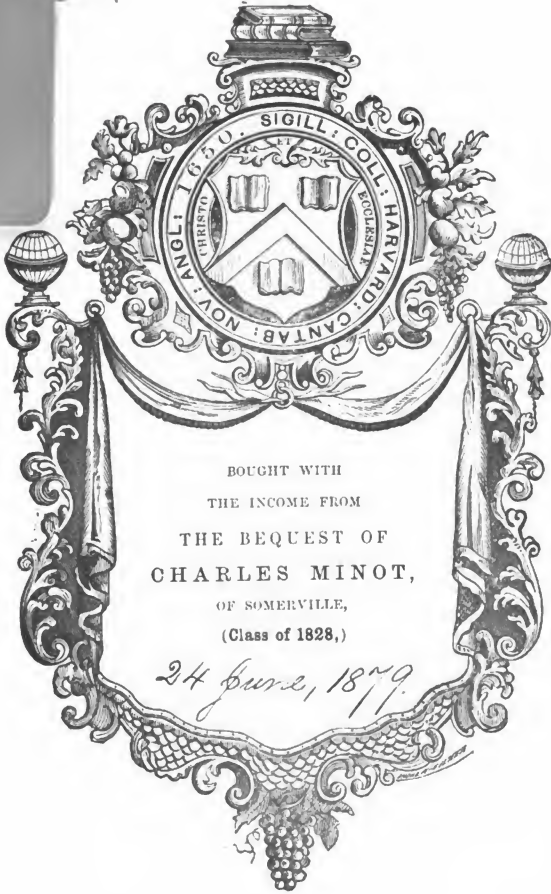 SIGILL: COLL: HARVARD: CANTAB: NOV: ANGL: 1650.
CHRISTO
ET
ECCLESIAE
BOUGHT WITH
THE INCOME FROM
THE BEQUEST OF
CHARLES MINOT,
OF SOMERVILLE,
(Class of 1828,)
24 June, 1879.